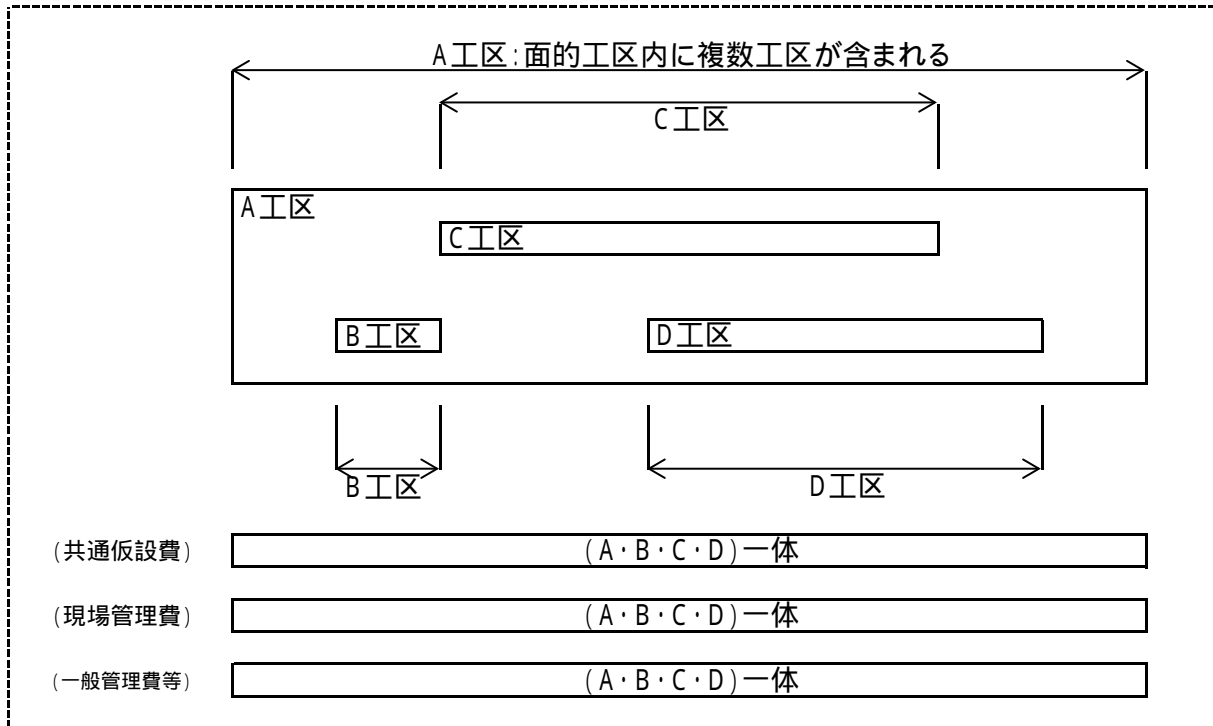 A工区:面的工区内に複数工区が含まれる
C工区
A工区
C工区
B工区
D工区
B工区
D工区
(共通仮設費)
(A・B・C・D)一体
(現場管理費)
(A・B・C・D)一体
(一般管理費等)
(A・B・C・D)一体